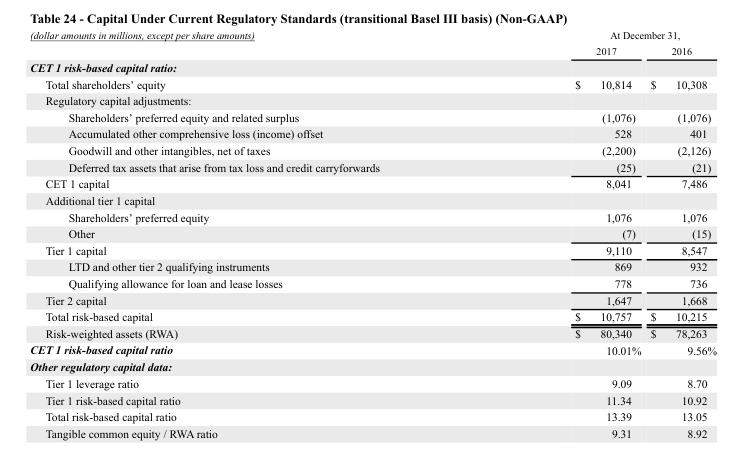 Table 24 - Capital Under Current Regulatory Standards (transitional Basel III basis) (Non-GAAP)
(dollar amounts in millions, except per share amounts) At December 31,
2017 2016
CET 1 risk-based capital ratio:
Total shareholders' equity $ 10,814 $ 10,308
Regulatory capital adjustments:
Shareholders' preferred equity and related surplus (1,076) (1,076)
Accumulated other comprehensive loss (income) offset 528 401
Goodwill and other intangibles, net of taxes (2,200) (2,126)
Deferred tax assets that arise from tax loss and credit carryforwards (25) (21)
CET 1 capital 8,041 7,486
Additional tier 1 capital
Shareholders' preferred equity 1,076 1,076
Other (7) (15)
Tier 1 capital 9,110 8,547
LTD and other tier 2 qualifying instruments 869 932
Qualifying allowance for loan and lease losses 778 736
Tier 2 capital 1,647 1,668
Total risk-based capital $ 10,757 $ 10,215
Risk-weighted assets (RWA) $ 80,340 $ 78,263
CET 1 risk-based capital ratio 10.01% 9.56%
Other regulatory capital data:
Tier 1 leverage ratio 9.09 8.70
Tier 1 risk-based capital ratio 11.34 10.92
Total risk-based capital ratio 13.39 13.05
Tangible common equity / RWA ratio 9.31 8.92